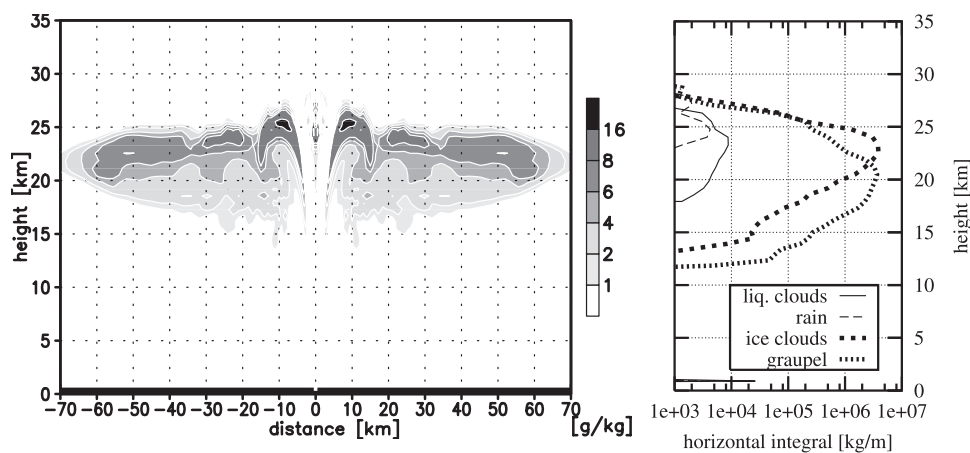 35
30
25
20
15
10
5
0
height [km]
−70 −60 −50 −40 −30 −20 −10 0 10 20 30 40 50 60 70
distance [km]
[g/kg]
16
8
6
4
2
1
35
30
25
20
15
10
5
0
height [km]
liq. clouds
rain
ice clouds
graupel
1e+03 1e+04 1e+05 1e+06 1e+07
horizontal integral [kg/m]